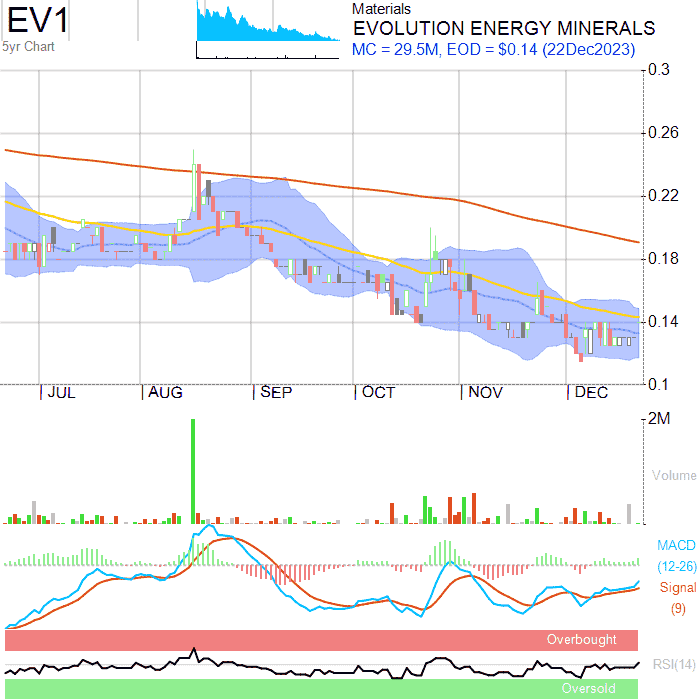 EV1
5yr Chart
Materials
EVOLUTION ENERGY MINERALS
MC = 29.5M, EOD = $0.14 (22Dec2023)
0.3
0.26
0.22
0.18
0.14
0.1
JUL AUG SEP OCT NOV DEC
2M
Volume
MACD
(12-26)
Signal
(9)
Overbought
RSI(14)
Oversold